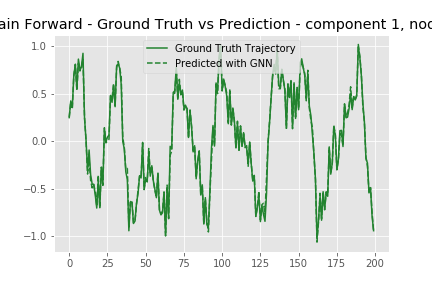 ain Forward - Ground Truth vs Prediction - component 1, nod
Ground Truth Trajectory
Predicted with GNN
1.0
0.5
0.0
−0.5
−1.0
0 25 50 75 100 125 150 175 200